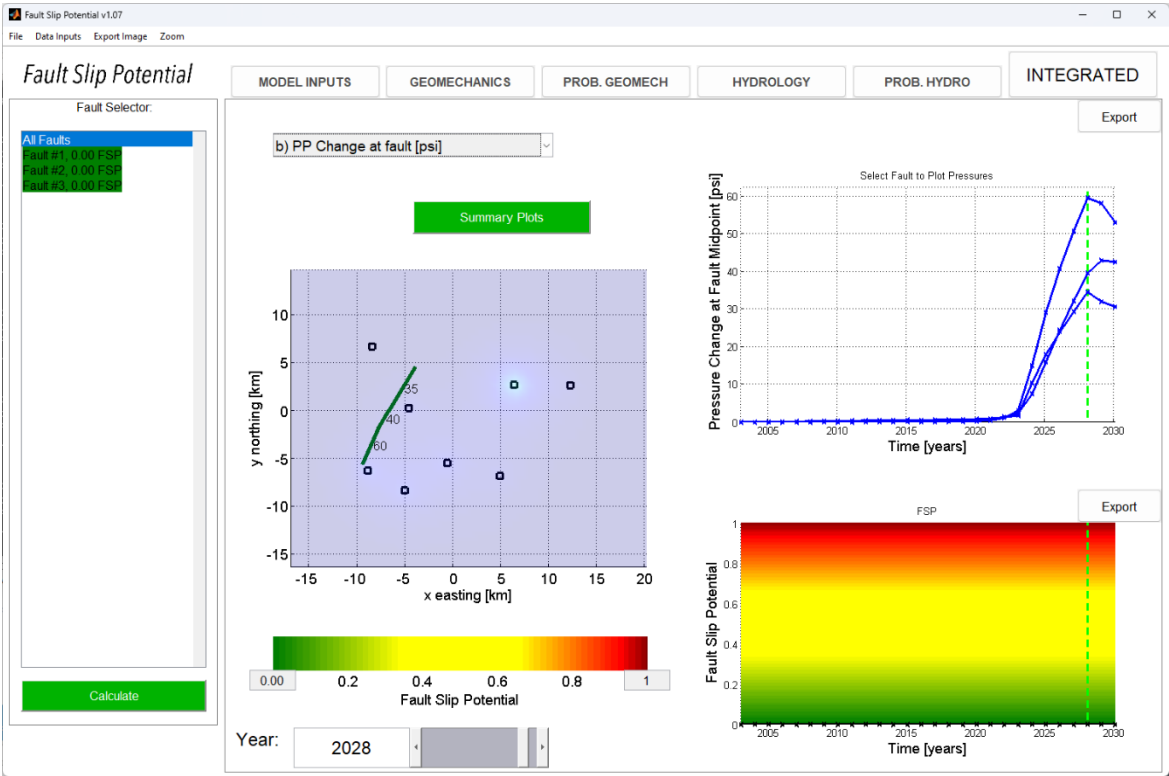 Fault Slip Potential v1.07
File Data Inputs Export Image Zoom
Fault Slip Potential
MODEL INPUTS GEOMECHANICS PROB. GEOMECH HYDROLOGY PROB. HYDRO INTEGRATED
Fault Selector:
All Faults
Fault #1, 0.00 FSP
Fault #2, 0.00 FSP
Fault #3, 0.00 FSP
Calculate
Export
b) PP Change at fault [psi]
Summary Plots
y northing [km]
10
5
0
-5
-10
-15
35
40
60
-15 -10 -5 0 5 10 15 20
x easting [km]
0.00 0.2 0.4 0.6 0.8 1
Fault Slip Potential
Year: 2028
Select Fault to Plot Pressures
Pressure Change at Fault Midpoint [psi]
60
50
40
30
20
10
0
2005 2010 2015 2020 2025 2030
Time [years]
Export
FSP
Fault Slip Potential
1
0.8
0.6
0.4
0.2
0
2005 2010 2015 2020 2025 2030
Time [years]